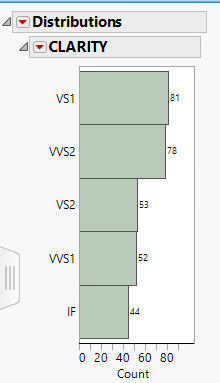 Distributions
CLARITY
VS1 81
VVS2 78
VS2 53
VVS1 52
IF 44
0 20 40 60 80
Count